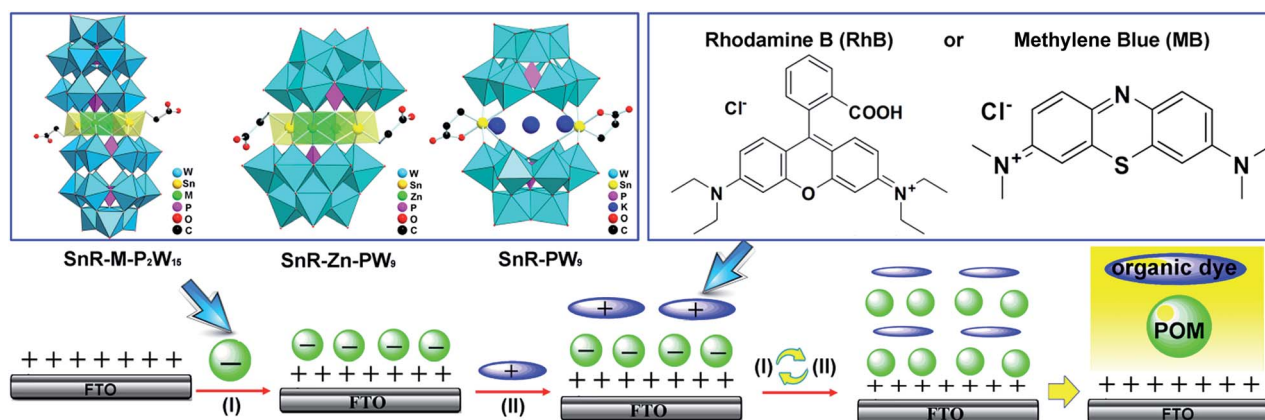 Rhodamine B (RhB) or Methylene Blue (MB)
Cl⁻
COOH
N
O
N⁺
Cl⁻
N
N⁺
S
N
W
Sn
M
P
O
C
W
Sn
Zn
P
O
C
W
Sn
P
K
O
C
SnR-M-P₂W₁₅
SnR-Zn-PW₉
SnR-PW₉
+ + + + + + +
FTO
−
(I)
− − − −
+ + + + + + +
FTO
+
(II)
+ +
− − − −
+ + + + + + +
FTO
(I) (II)
+ + + + + + + +
FTO
organic dye
POM
+ + + + + + +
FTO